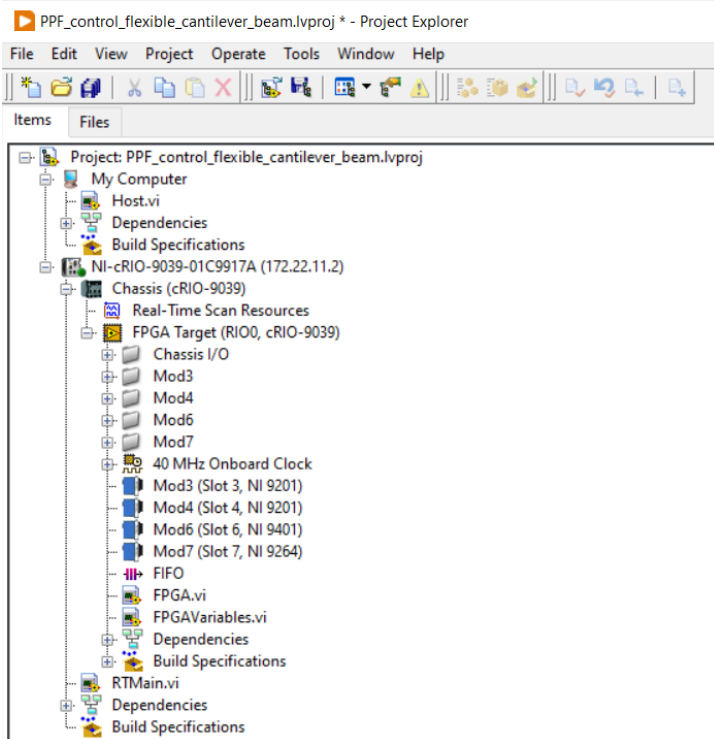 PPF_control_flexible_cantilever_beam.lvproj * - Project Explorer
File Edit View Project Operate Tools Window Help
Items Files
Project: PPF_control_flexible_cantilever_beam.lvproj
My Computer
Host.vi
Dependencies
Build Specifications
NI-cRIO-9039-01C9917A (172.22.11.2)
Chassis (cRIO-9039)
Real-Time Scan Resources
FPGA Target (RIO0, cRIO-9039)
Chassis I/O
Mod3
Mod4
Mod6
Mod7
40 MHz Onboard Clock
Mod3 (Slot 3, NI 9201)
Mod4 (Slot 4, NI 9201)
Mod6 (Slot 6, NI 9401)
Mod7 (Slot 7, NI 9264)
FIFO
FPGA.vi
FPGAVariables.vi
Dependencies
Build Specifications
RTMain.vi
Dependencies
Build Specifications